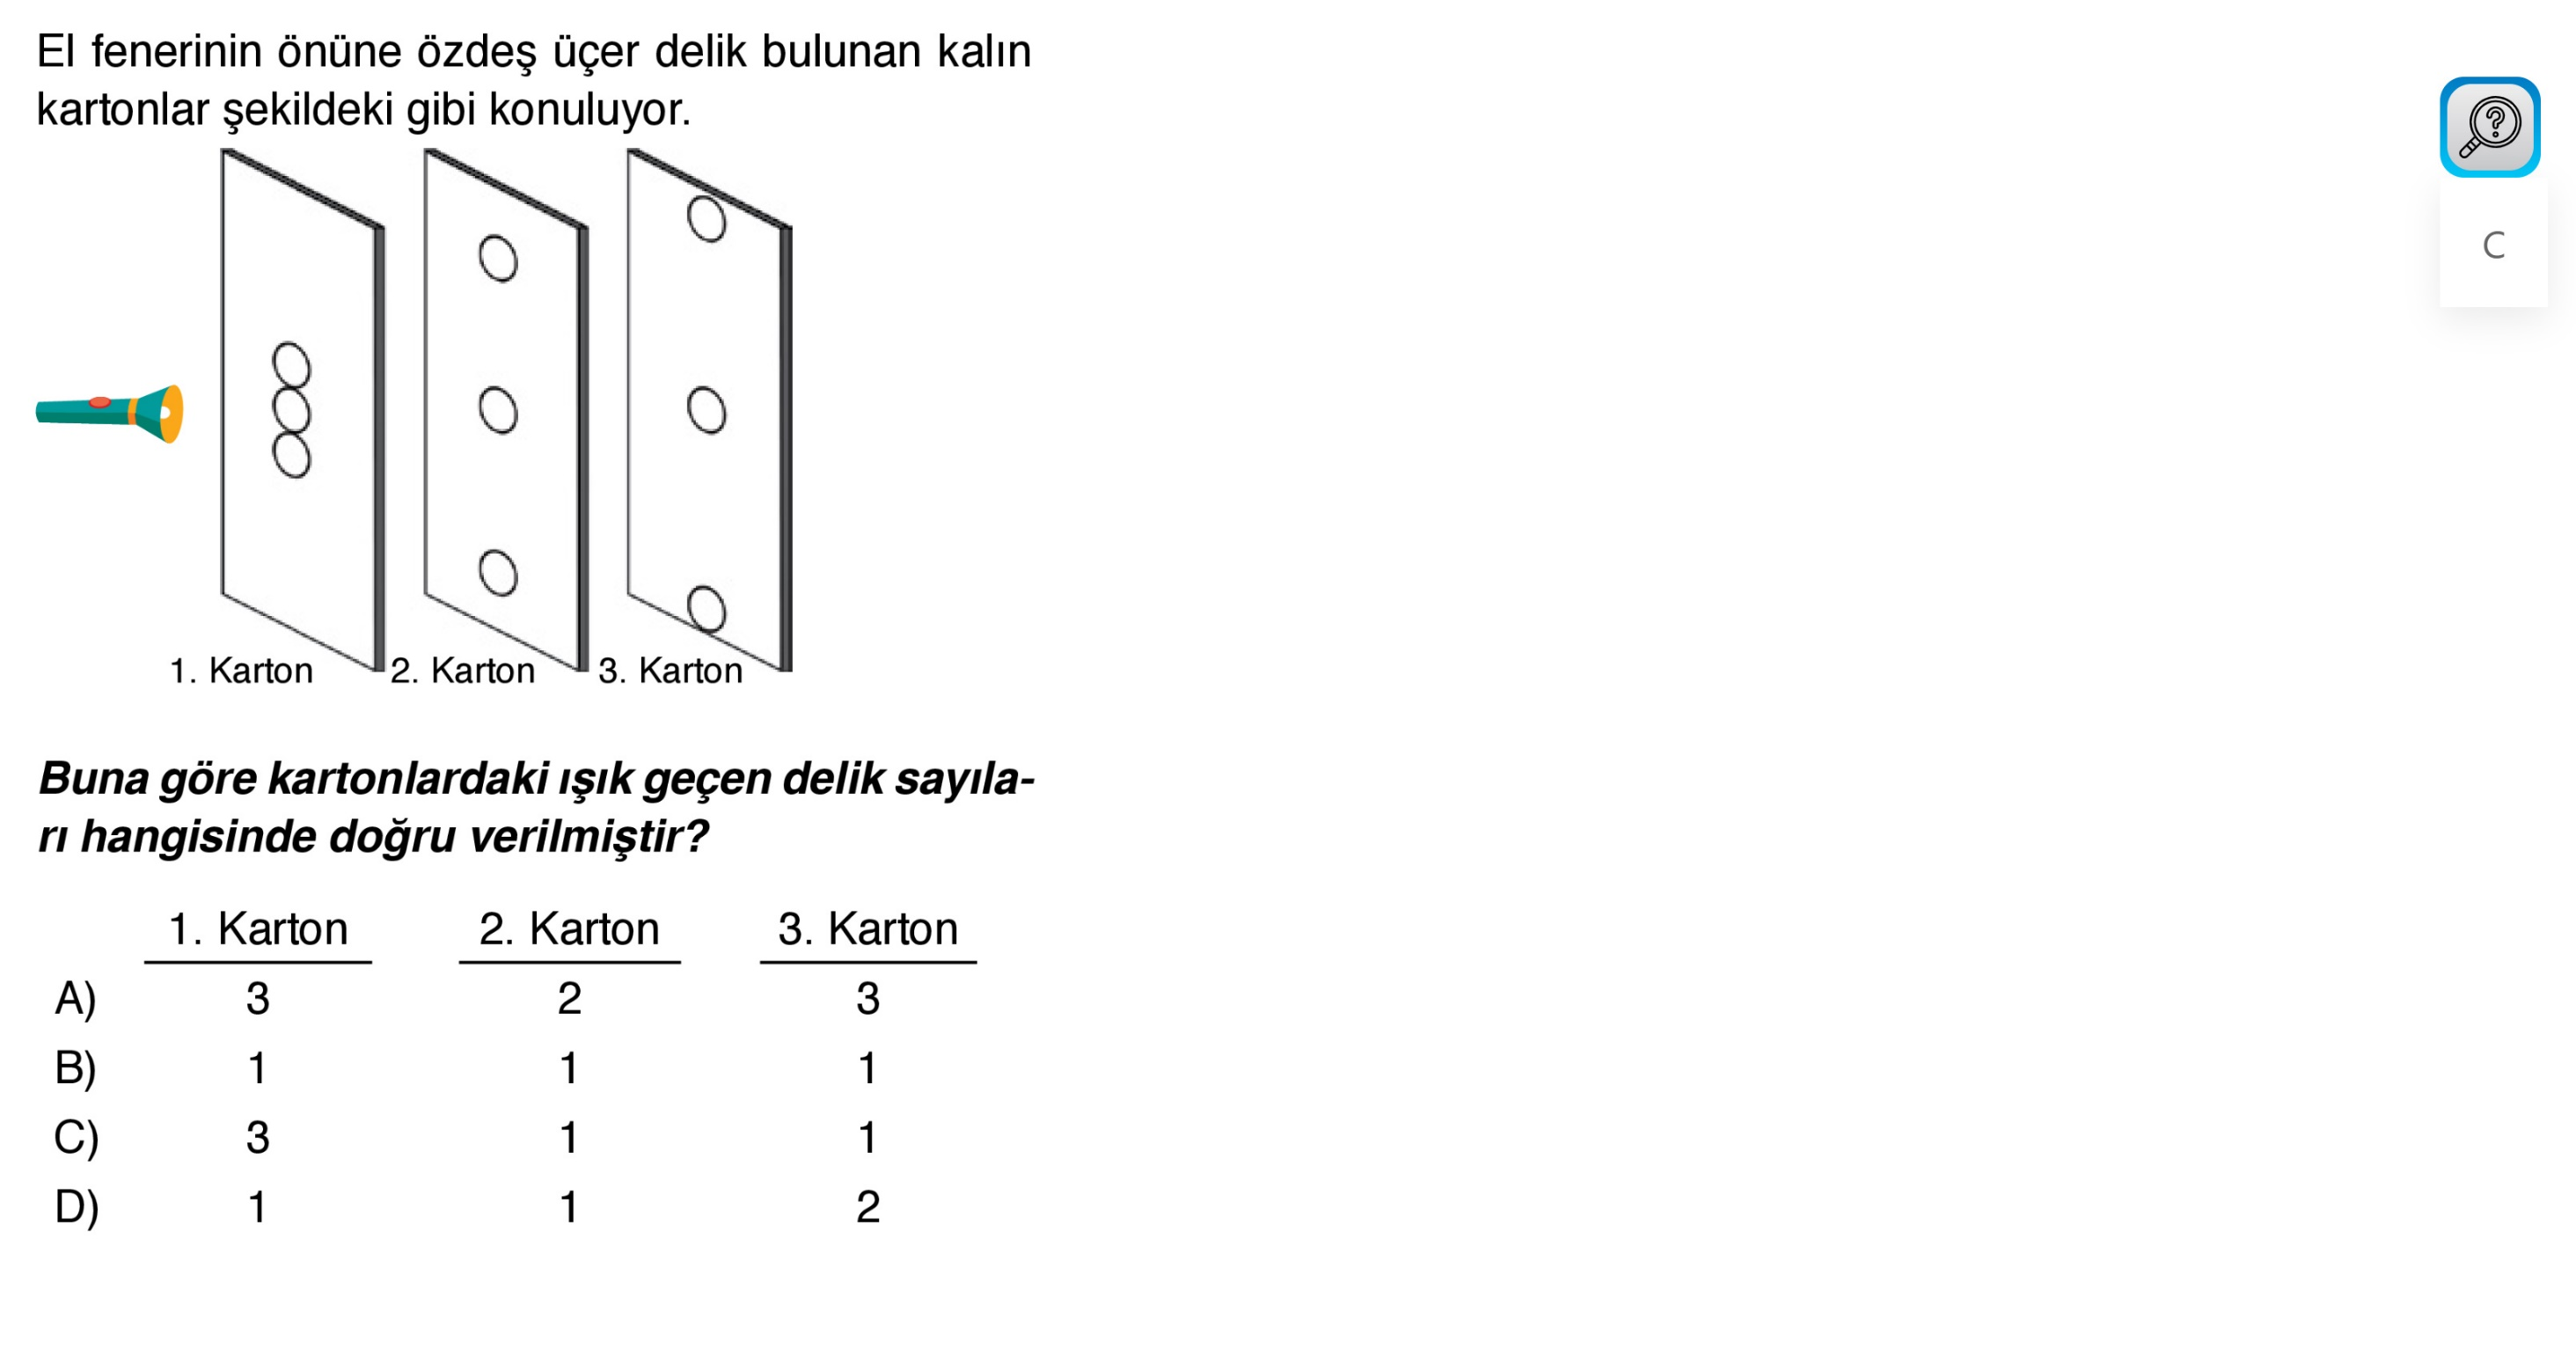 El fenerinin önüne özdeş üçer delik bulunan kalın
kartonlar şekildeki gibi konuluyor.
1. Karton 2. Karton 3. Karton
Buna göre kartonlardaki ışık geçen delik sayıla-
rı hangisinde doğru verilmiştir?
1. Karton 2. Karton 3. Karton
A) 3 2 3
B) 1 1 1
C) 3 1 1
D) 1 1 2
?
C